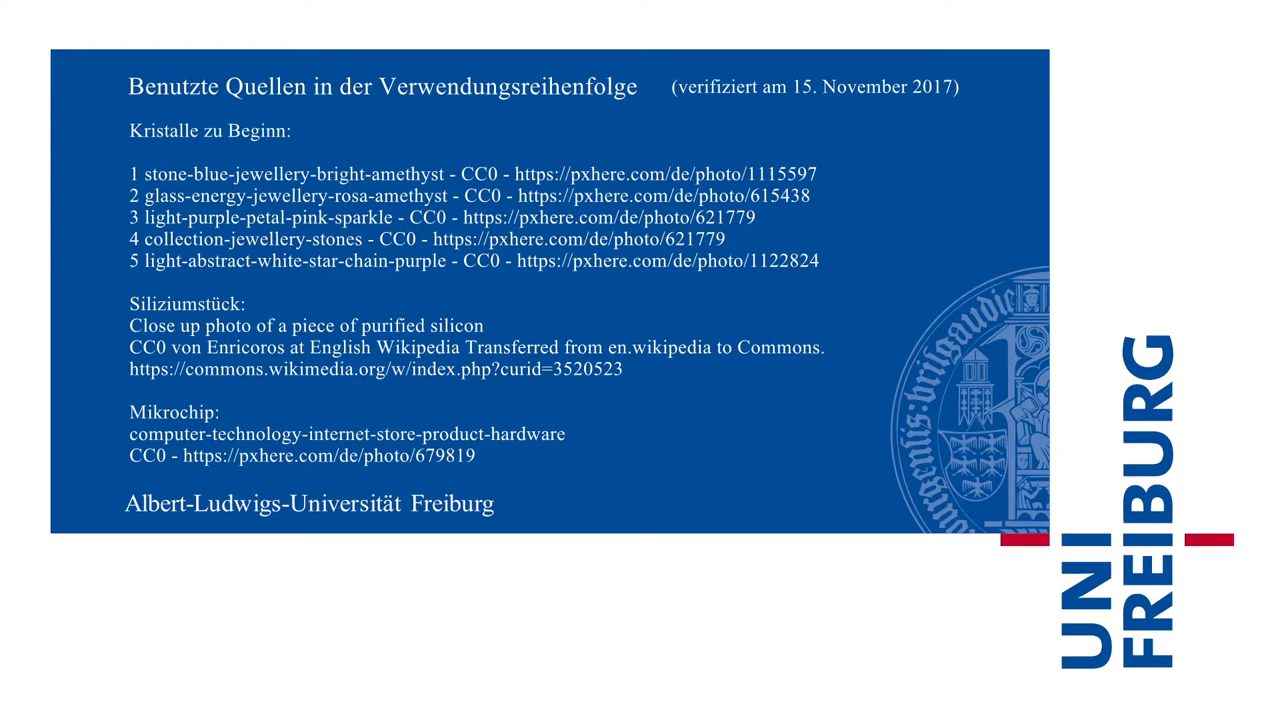 Benutzte Quellen in der Verwendungsreihenfolge (verifiziert am 15. November 2017)
Kristalle zu Beginn:
1 stone-blue-jewellery-bright-amethyst - CC0 - https://pxhere.com/de/photo/1115597
2 glass-energy-jewellery-rosa-amethyst - CC0 - https://pxhere.com/de/photo/615438
3 light-purple-petal-pink-sparkle - CC0 - https://pxhere.com/de/photo/621779
4 collection-jewellery-stones - CC0 - https://pxhere.com/de/photo/621779
5 light-abstract-white-star-chain-purple - CC0 - https://pxhere.com/de/photo/1122824
Siliziumstück:
Close up photo of a piece of purified silicon
CC0 von Enricoros at English Wikipedia Transferred from en.wikipedia to Commons.
https://commons.wikimedia.org/w/index.php?curid=3520523
Mikrochip:
computer-technology-internet-store-product-hardware
CC0 - https://pxhere.com/de/photo/679819
Albert-Ludwigs-Universität Freiburg
UNI
FREIBURG